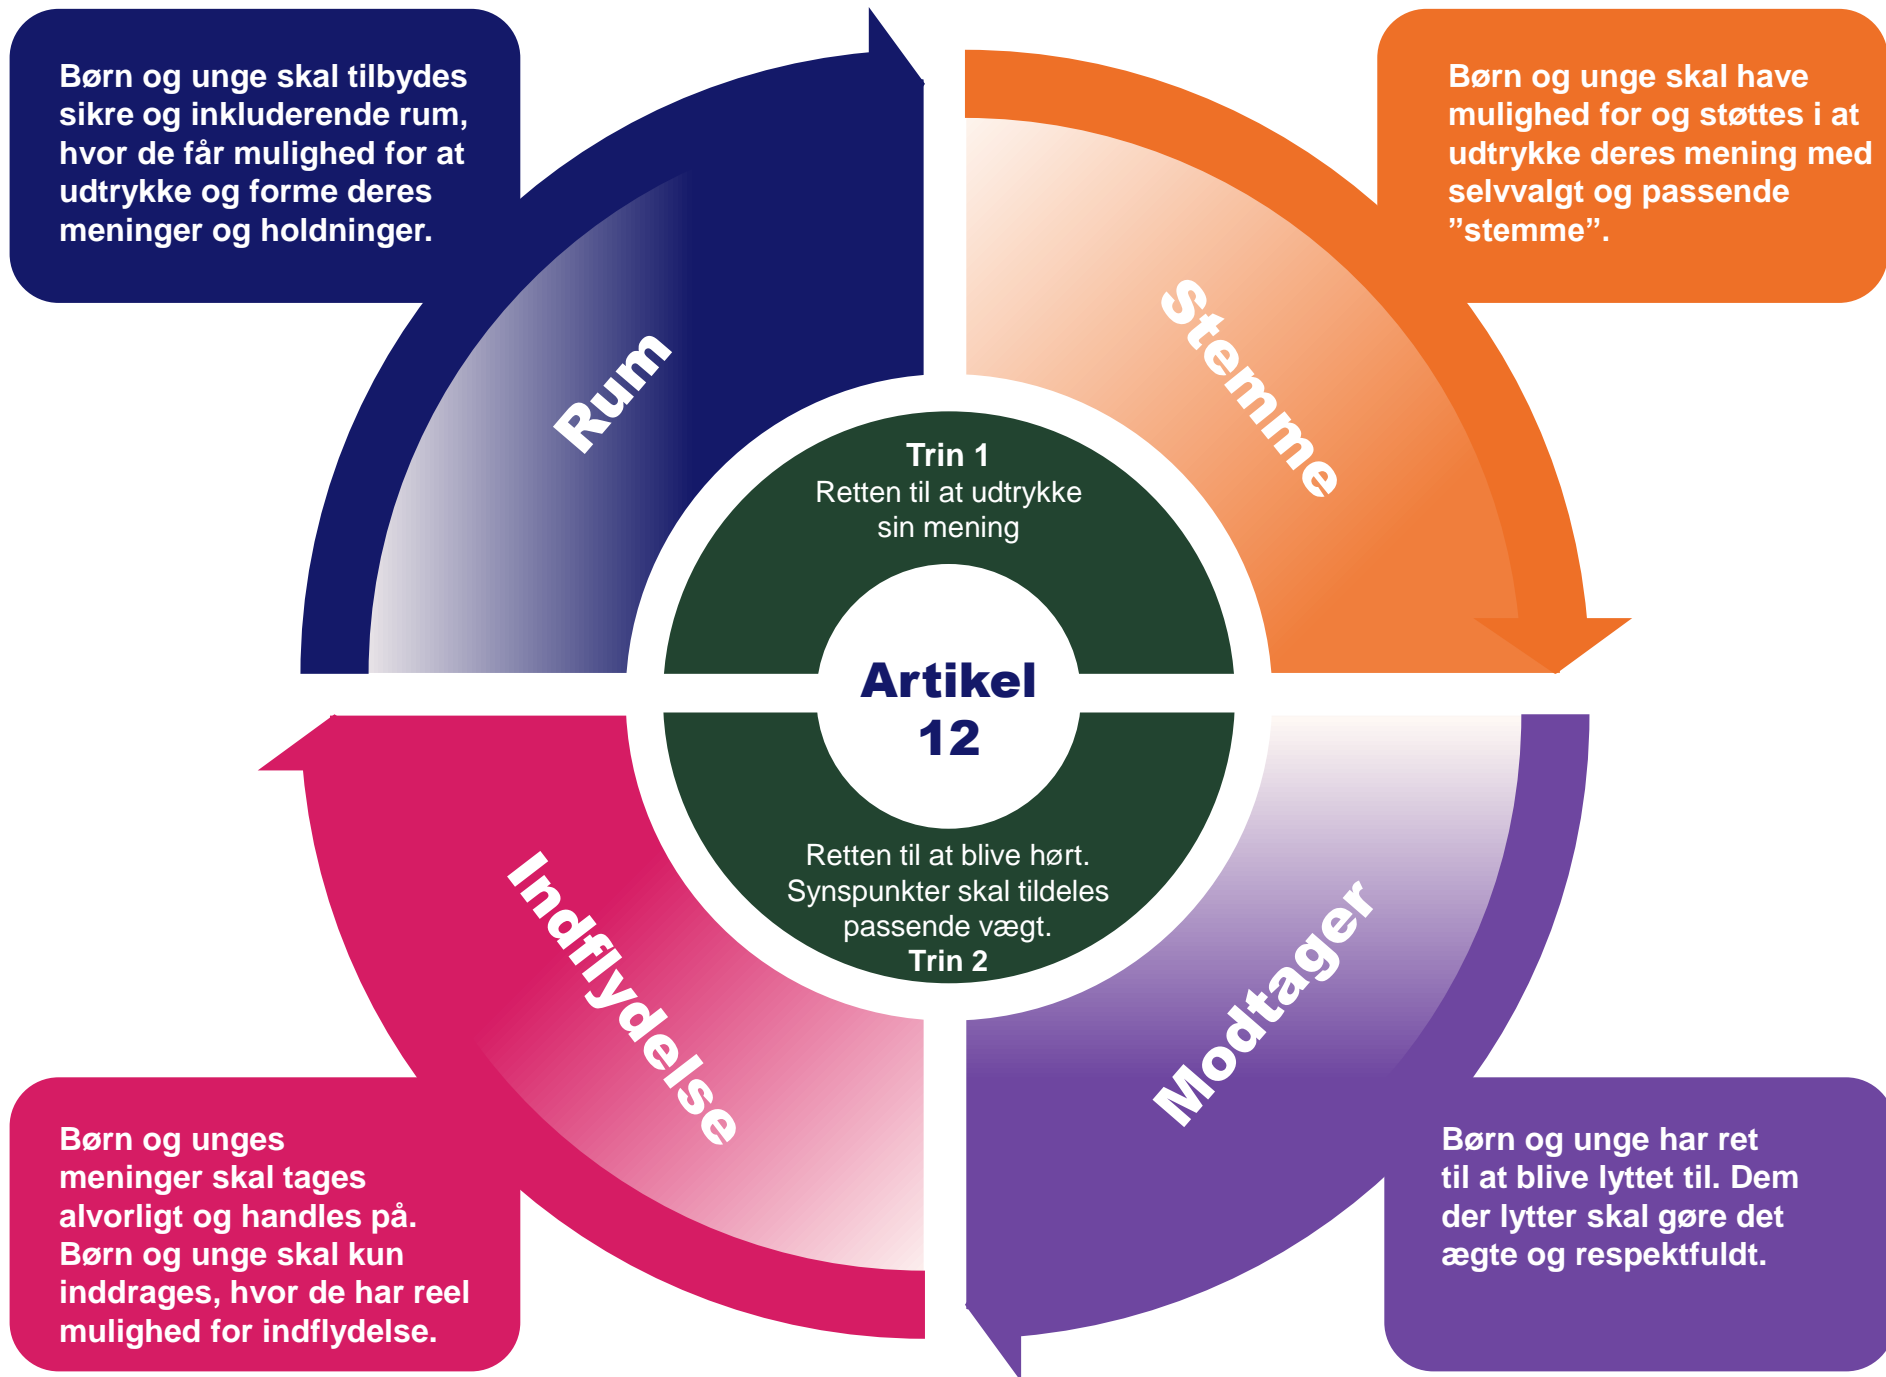 Børn og unge skal tilbydes
sikre og inkluderende rum,
hvor de får mulighed for at
udtrykke og forme deres
meninger og holdninger.
Børn og unge skal have
mulighed for og støttes i at
udtrykke deres mening med
selvvalgt og passende
”stemme”.
Rum
Stemme
Trin 1
Retten til at udtrykke
sin mening
Artikel
12
Retten til at blive hørt.
Synspunkter skal tildeles
passende vægt.
Trin 2
Indflydelse
Modtager
Børn og unges
meninger skal tages
alvorligt og handles på.
Børn og unge skal kun
inddrages, hvor de har reel
mulighed for indflydelse.
Børn og unge har ret
til at blive lyttet til. Dem
der lytter skal gøre det
ægte og respektfuldt.